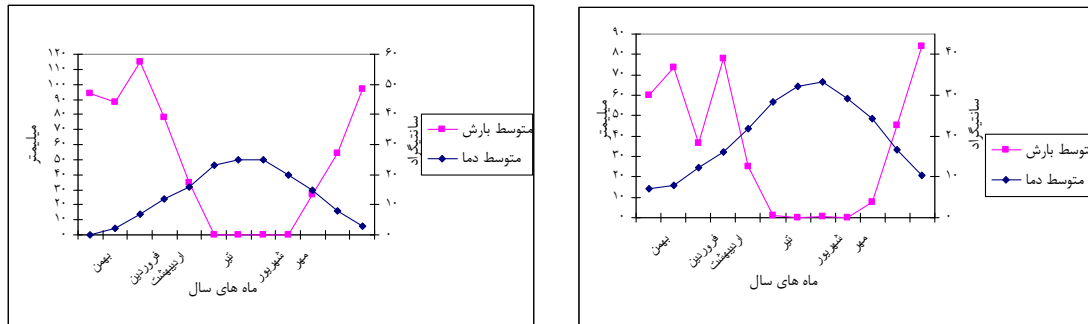 ۱۲۰
۱۱۰
۱۰۰
۹۰
۸۰
۷۰
۶۰
۵۰
۴۰
۳۰
۲۰
۱۰
۰
میلیمتر
۶۰
۵۰
۴۰
۳۰
۲۰
۱۰
۰
سانتیگراد
بهمن
فروردین
اردیبهشت
تیر
شهریور
مهر
ماه های سال
متوسط بارش
متوسط دما
۹۰
۸۰
۷۰
۶۰
۵۰
۴۰
۳۰
۲۰
۱۰
۰
میلیمتر
۴۰
۳۰
۲۰
۱۰
۰
سانتیگراد
بهمن
فروردین
اردیبهشت
تیر
شهریور
مهر
ماه های سال
متوسط بارش
متوسط دما